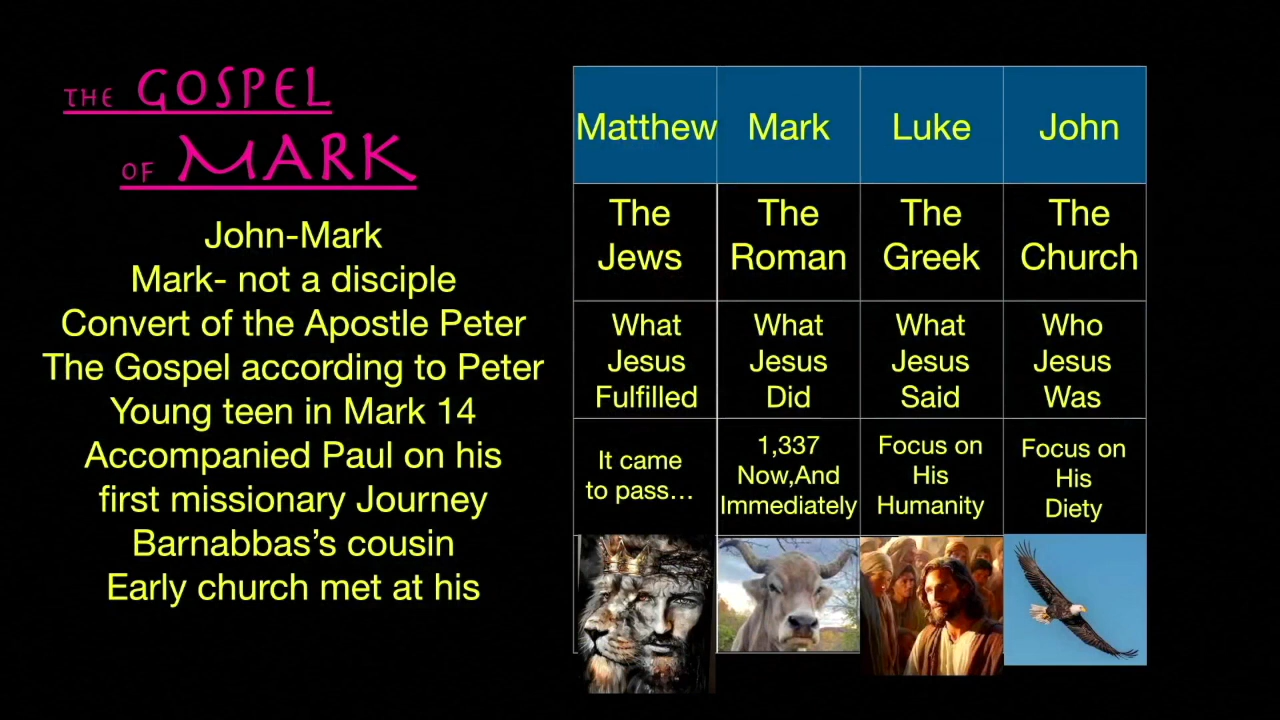 THE GOSPEL
OF MARK
John-Mark
Mark- not a disciple
Convert of the Apostle Peter
The Gospel according to Peter
Young teen in Mark 14
Accompanied Paul on his
first missionary Journey
Barnabbas's cousin
Early church met at his
Matthew
Mark
Luke
John
The
Jews
The
Roman
The
Greek
The
Church
What
Jesus
Fulfilled
What
Jesus
Did
What
Jesus
Said
Who
Jesus
Was
It came
to pass...
1,337
Now,And
Immediately
Focus on
His
Humanity
Focus on
His
Diety